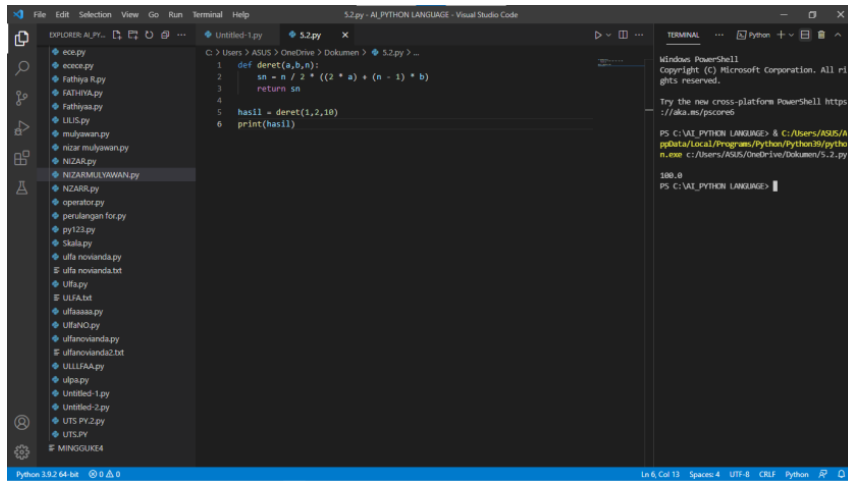 File Edit Selection View Go Run Terminal Help
5.2.py - AI_PYTHON LANGUAGE - Visual Studio Code
EXPLORER: AI_PY...
ece.py
ecece.py
Fathiya R.py
FATHIYA.py
Fathiyaa.py
LILIS.py
mulyawan.py
nizar mulyawan.py
NIZAR.py
NIZARMULYAWAN.py
NZARR.py
operator.py
perulangan for.py
py123.py
Skala.py
ulfa novianda.py
ulfa novianda.txt
Ulfa.py
ULFA.txt
ulfaaaaa.py
UlfaNO.py
ulfanovianda.py
ulfanovianda2.txt
ULLLFAA.py
ulpa.py
Untitled-1.py
Untitled-2.py
UTS PY.2.py
UTS.PY
MINGGUKE4
Untitled-1.py
5.2.py
C: > Users > ASUS > OneDrive > Dokumen > 5.2.py > ...
1 def deret(a,b,n):
2 sn = n / 2 * ((2 * a) + (n - 1) * b)
3 return sn
4
5 hasil = deret(1,2,10)
6 print(hasil)
TERMINAL ... Python
Windows PowerShell
Copyright (C) Microsoft Corporation. All ri
ghts reserved.
Try the new cross-platform PowerShell https
://aka.ms/pscore6
PS C:\AI_PYTHON LANGUAGE> & C:/Users/ASUS/A
ppData/Local/Programs/Python/Python39/pytho
n.exe c:/Users/ASUS/OneDrive/Dokumen/5.2.py
100.0
PS C:\AI_PYTHON LANGUAGE>
Python 3.9.2 64-bit 0 0
Ln 6, Col 13 Spaces: 4 UTF-8 CRLF Python